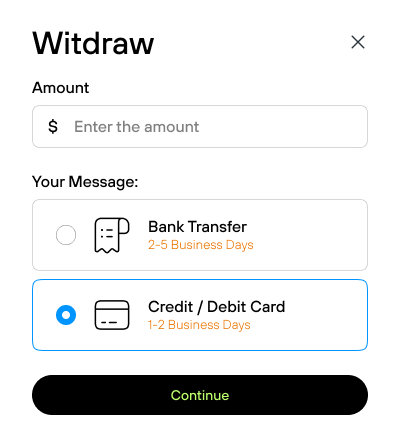 Witdraw
Amount
$ Enter the amount
Your Message:
Bank Transfer
2-5 Business Days
Credit / Debit Card
1-2 Business Days
Continue